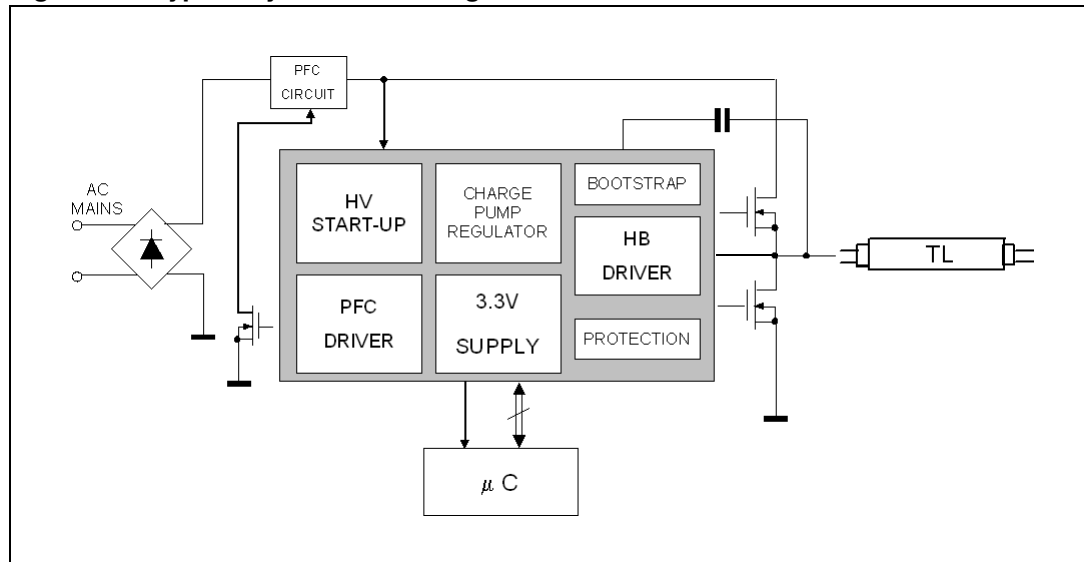 PFC
CIRCUIT
AC
MAINS
HV
START-UP
CHARGE
PUMP
REGULATOR
BOOTSTRAP
HB
DRIVER
PFC
DRIVER
3.3V
SUPPLY
PROTECTION
TL
μ C